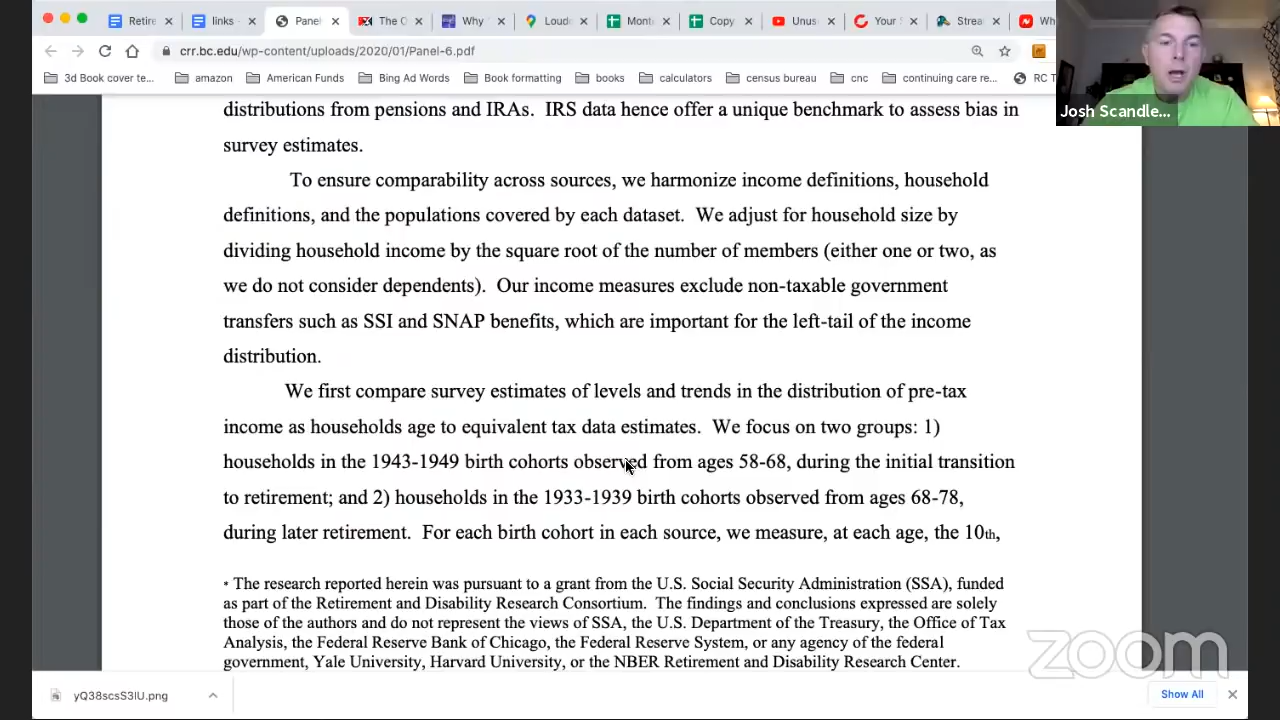 Retire
links -
Panel
The C
Why
Loud
Mont
Copy
Unus
Your
Strea
Wh
crr.bc.edu/wp-content/uploads/2020/01/Panel-6.pdf
3d Book cover te...
amazon
American Funds
Bing Ad Words
Book formatting
books
calculators
census bureau
cnc
continuing care re...
RC T
Josh Scandle...
distributions from pensions and IRAs. IRS data hence offer a unique benchmark to assess bias in
survey estimates.
To ensure comparability across sources, we harmonize income definitions, household
definitions, and the populations covered by each dataset. We adjust for household size by
dividing household income by the square root of the number of members (either one or two, as
we do not consider dependents). Our income measures exclude non-taxable government
transfers such as SSI and SNAP benefits, which are important for the left-tail of the income
distribution.
We first compare survey estimates of levels and trends in the distribution of pre-tax
income as households age to equivalent tax data estimates. We focus on two groups: 1)
households in the 1943-1949 birth cohorts observed from ages 58-68, during the initial transition
to retirement; and 2) households in the 1933-1939 birth cohorts observed from ages 68-78,
during later retirement. For each birth cohort in each source, we measure, at each age, the 10th,
* The research reported herein was pursuant to a grant from the U.S. Social Security Administration (SSA), funded
as part of the Retirement and Disability Research Consortium. The findings and conclusions expressed are solely
those of the authors and do not represent the views of SSA, the U.S. Department of the Treasury, the Office of Tax
Analysis, the Federal Reserve Bank of Chicago, the Federal Reserve System, or any agency of the federal
government, Yale University, Harvard University, or the NBER Retirement and Disability Research Center.
zoom
yQ38scsS3IU.png
Show All